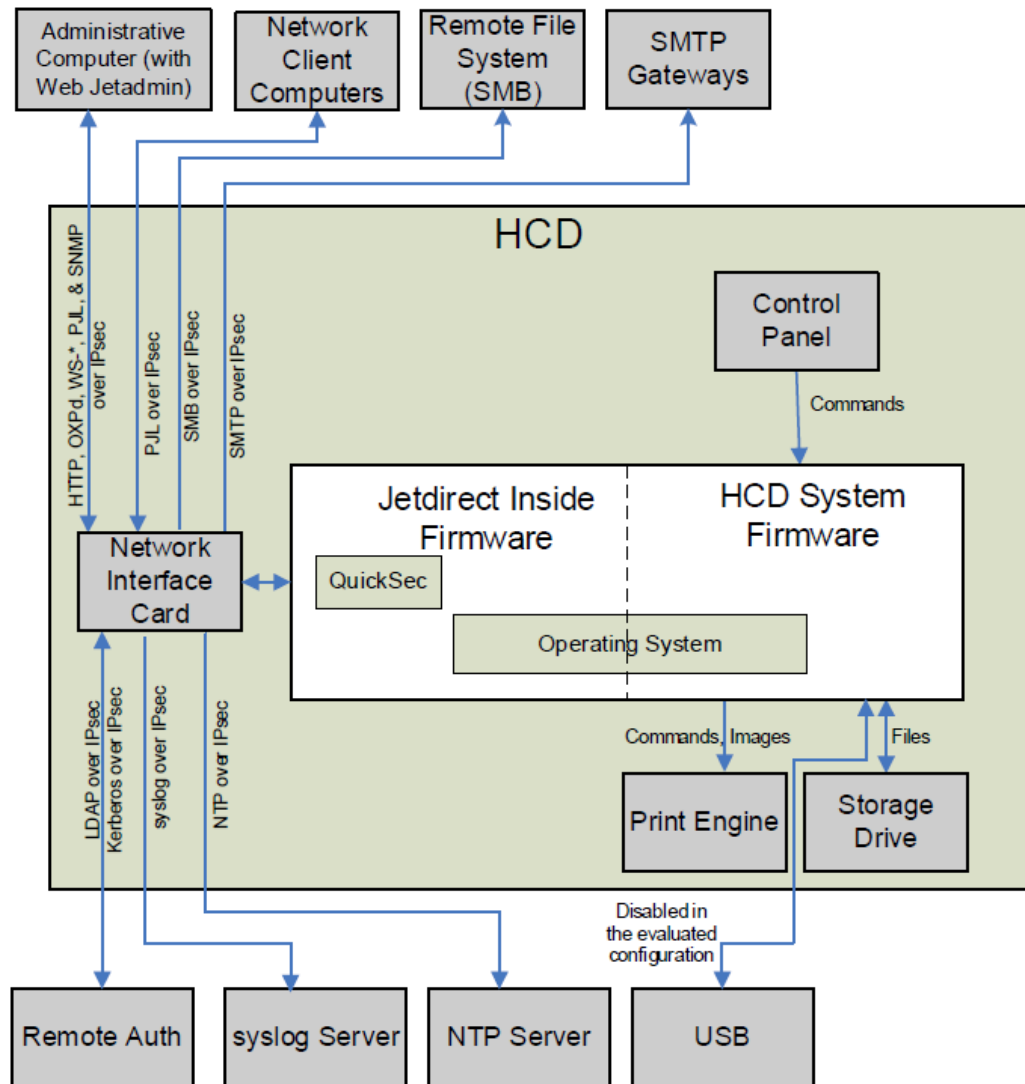 Administrative
Computer (with
Web Jetadmin)
Network
Client
Computers
Remote File
System
(SMB)
SMTP
Gateways
HCD
HTTP, OXPd, WS-*, PJL, & SNMP
over IPsec
PJL over IPsec
SMB over IPsec
SMTP over IPsec
Control
Panel
Commands
Jetdirect Inside
Firmware
HCD System
Firmware
Network
Interface
Card
QuickSec
Operating System
LDAP over IPsec
Kerberos over IPsec
syslog over IPsec
NTP over IPsec
Commands, Images
Files
Print Engine
Storage
Drive
Disabled in
the evaluated
configuration
Remote Auth
syslog Server
NTP Server
USB